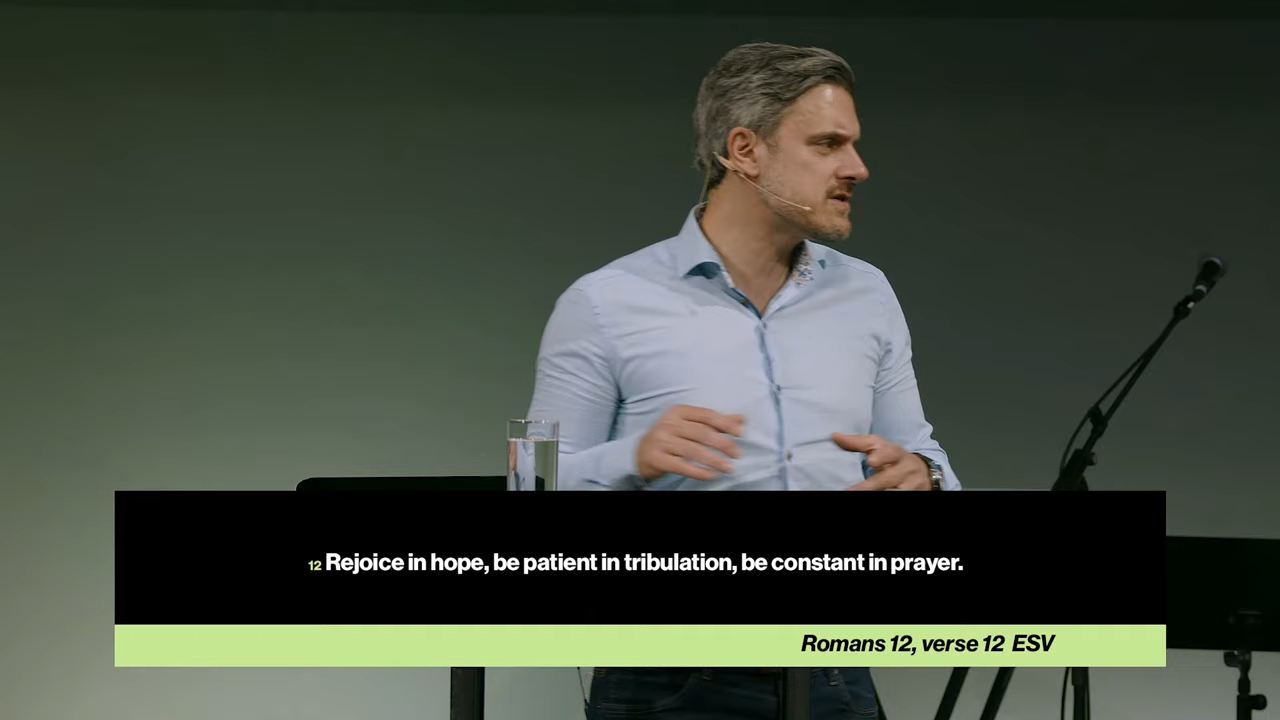 12 Rejoice in hope, be patient in tribulation, be constant in prayer.
Romans 12, verse 12 ESV